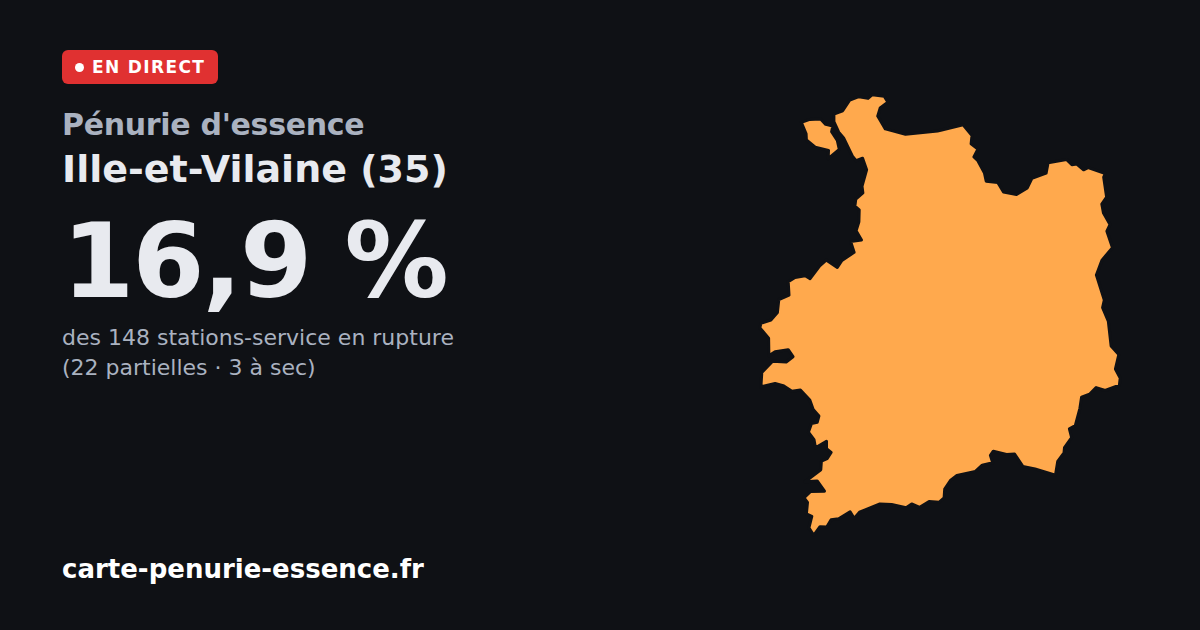 EN DIRECT
Pénurie d'essence
Ille-et-Vilaine (35)
16,9 %
des 148 stations-service en rupture
(22 partielles · 3 à sec)
carte-penurie-essence.fr